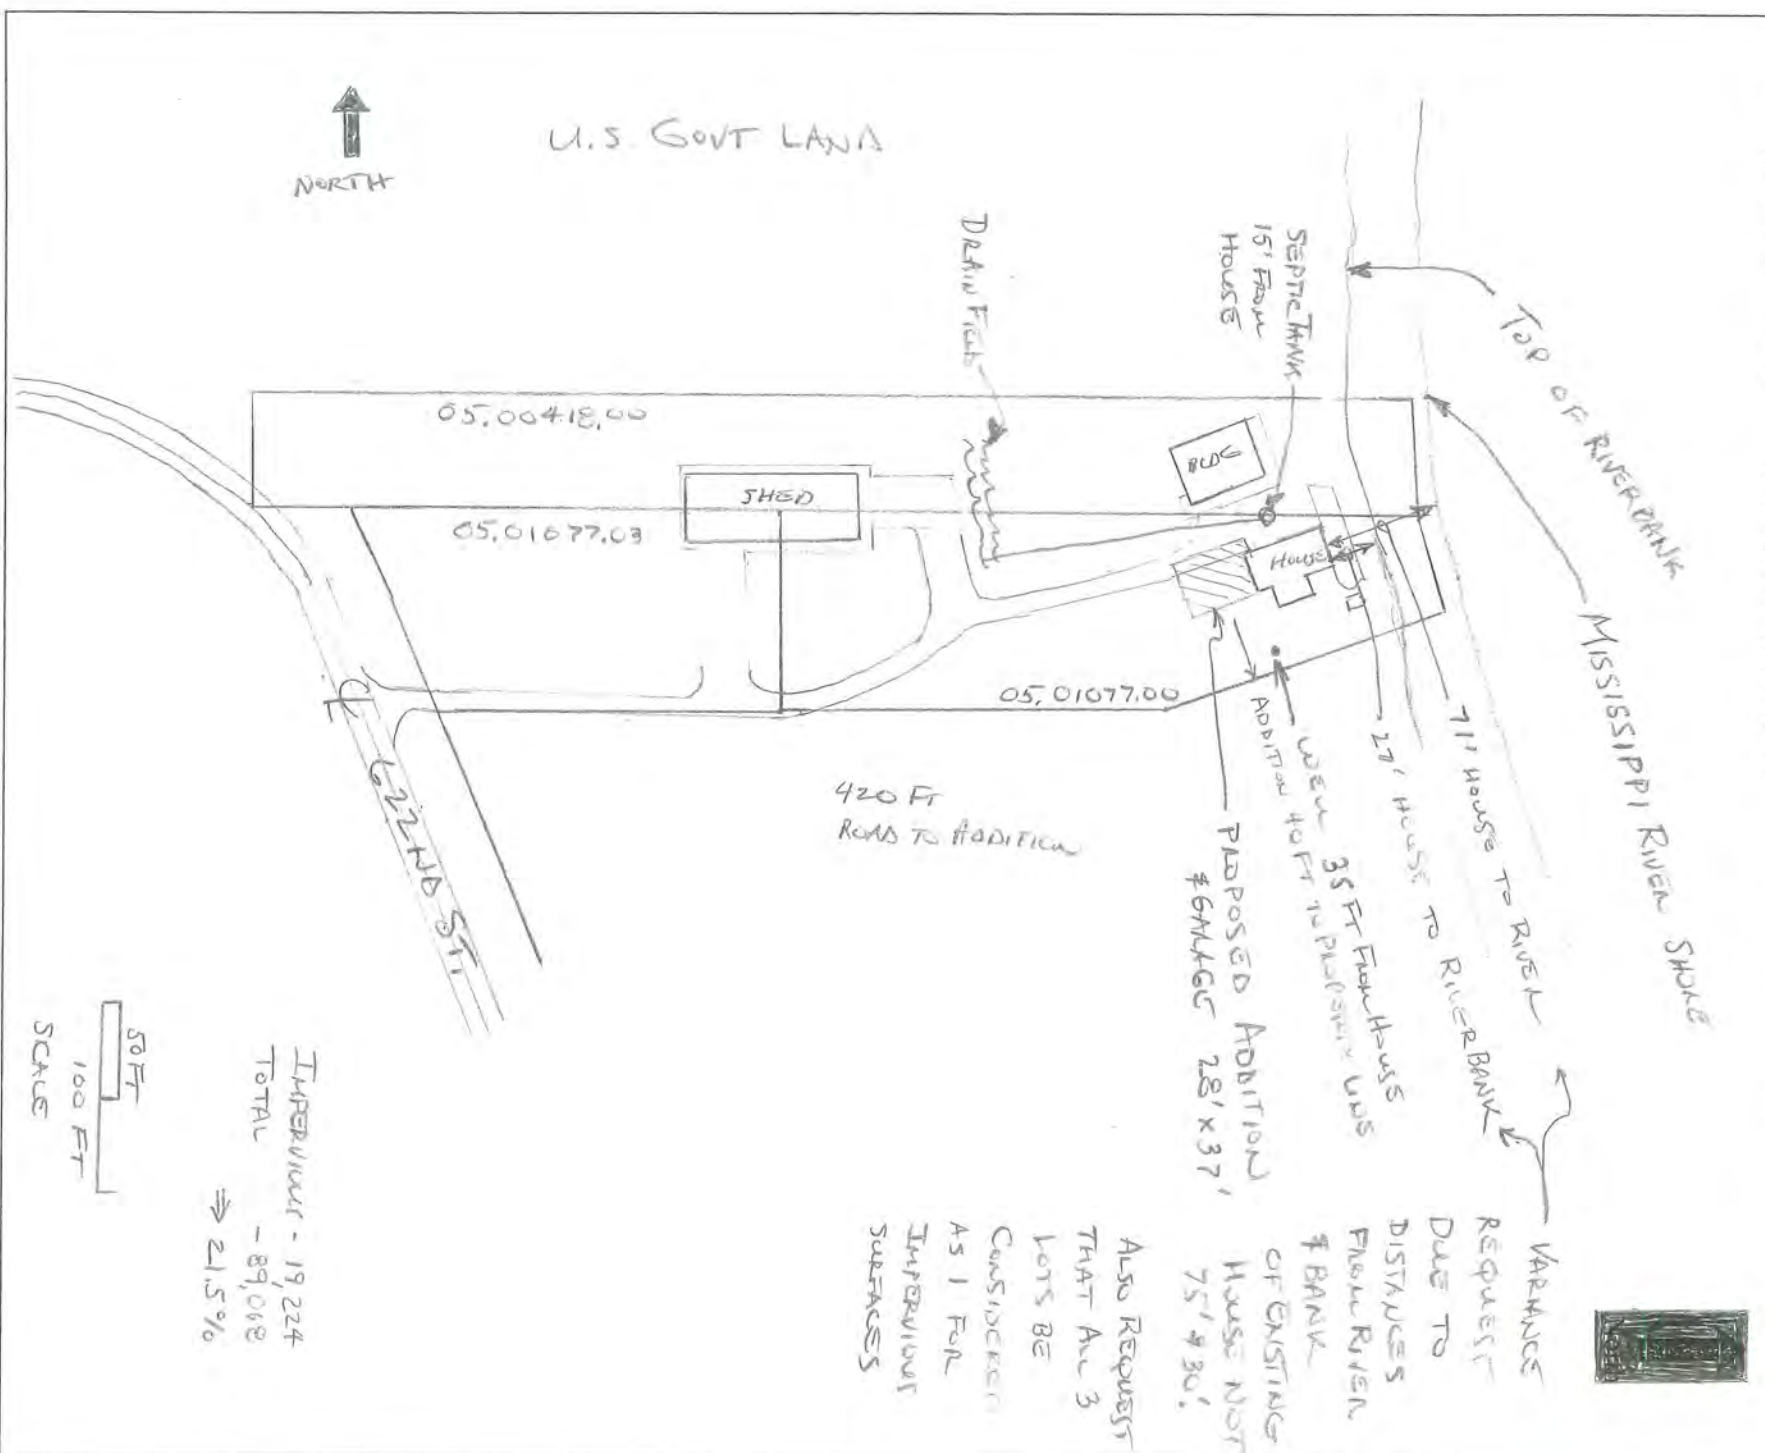 NORTH
U.S. GOVT LAND
DRAIN FIELD
SEPTIC TANK
15' FROM
HOUSE
TOP OF RIVERBANK
MISSISSIPPI RIVER SHORE
05.00418.00
SHED
05.01077.03
BLDG
HOUSE
05.01077.00
420 FT
ROAD TO ADDITION
622ND ST.
ADDITION 40 FT TO PROPERTY LINE
WELL 35 FT FROM HOUSE
PROPOSED ADDITION
& GARAGE 28' x 37'
27' HOUSE TO RIVERBANK
71' HOUSE TO RIVER
VARIANCE
REQUEST
DUE TO
DISTANCES
FROM RIVER
& BANK
OF EXISTING
HOUSE NOT
75' & 30'.
ALSO REQUEST
THAT ALL 3
LOTS BE
CONSIDERED
AS 1 FOR
IMPERVIOUS
SURFACES
IMPERVIOUS - 19,224
TOTAL - 89,068
⇒ 21.5%
50 FT
100 FT
SCALE